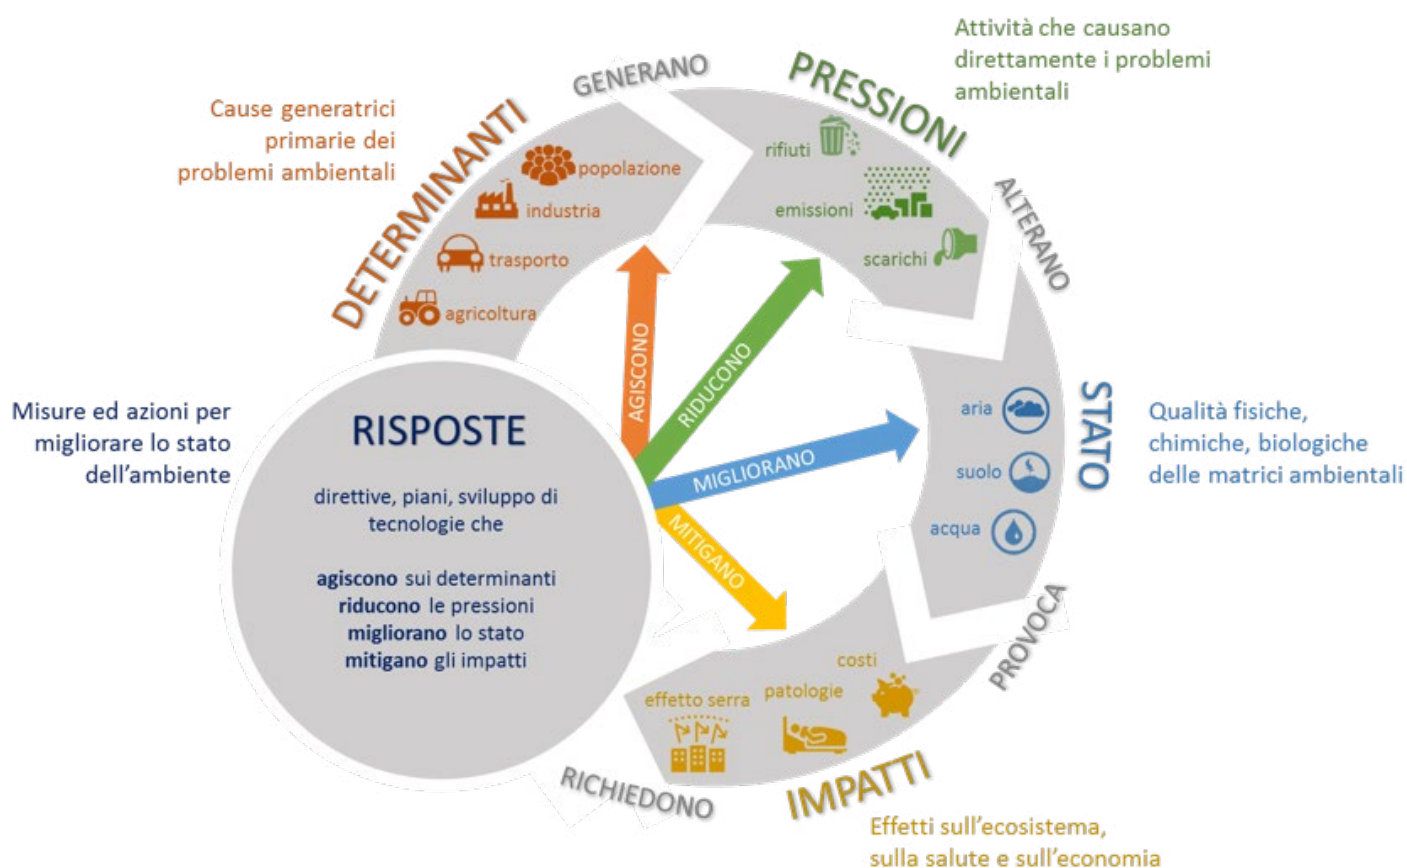 Cause generatrici
primarie dei
problemi ambientali
DETERMINANTI
popolazione
industria
trasporto
agricoltura
GENERANO
PRESSIONI
Attività che causano
direttamente i problemi
ambientali
rifiuti
emissioni
scarichi
ALTERANO
STATO
Qualità fisiche,
chimiche, biologiche
delle matrici ambientali
aria
suolo
acqua
PROVOCA
IMPATTI
Effetti sull'ecosistema,
sulla salute e sull'economia
costi
patologie
effetto serra
RICHIEDONO
Misure ed azioni per
migliorare lo stato
dell'ambiente
RISPOSTE
direttive, piani, sviluppo di
tecnologie che
agiscono sui determinanti
riducono le pressioni
migliorano lo stato
mitigano gli impatti
AGISCONO
RIDUCONO
MIGLIORANO
MITIGANO